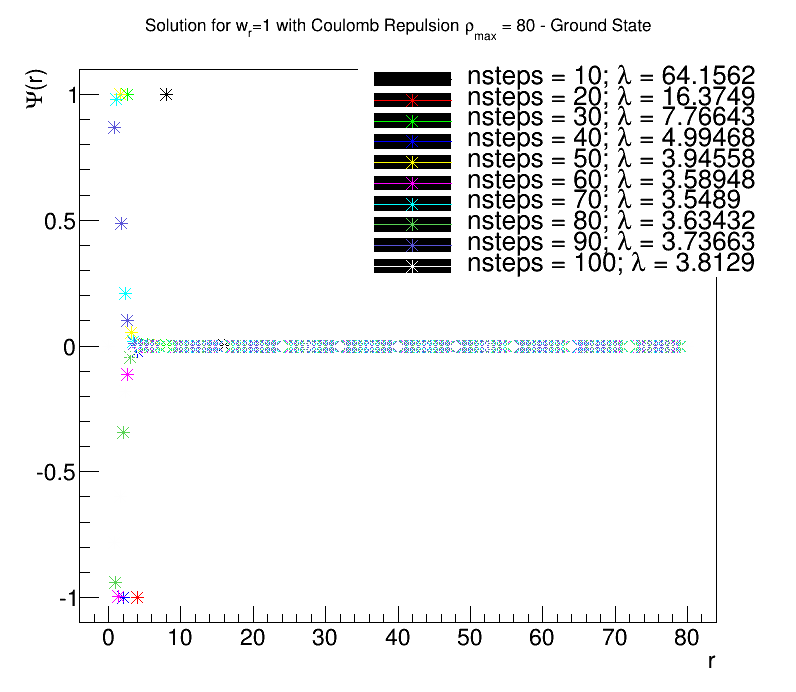 Solution for wr=1 with Coulomb Repulsion ρmax = 80 - Ground State
Ψ(r)
nsteps = 10; λ = 64.1562
nsteps = 20; λ = 16.3749
nsteps = 30; λ = 7.76643
nsteps = 40; λ = 4.99468
nsteps = 50; λ = 3.94558
nsteps = 60; λ = 3.58948
nsteps = 70; λ = 3.5489
nsteps = 80; λ = 3.63432
nsteps = 90; λ = 3.73663
nsteps = 100; λ = 3.8129
1
0.5
0
-0.5
-1
0 10 20 30 40 50 60 70 80
r